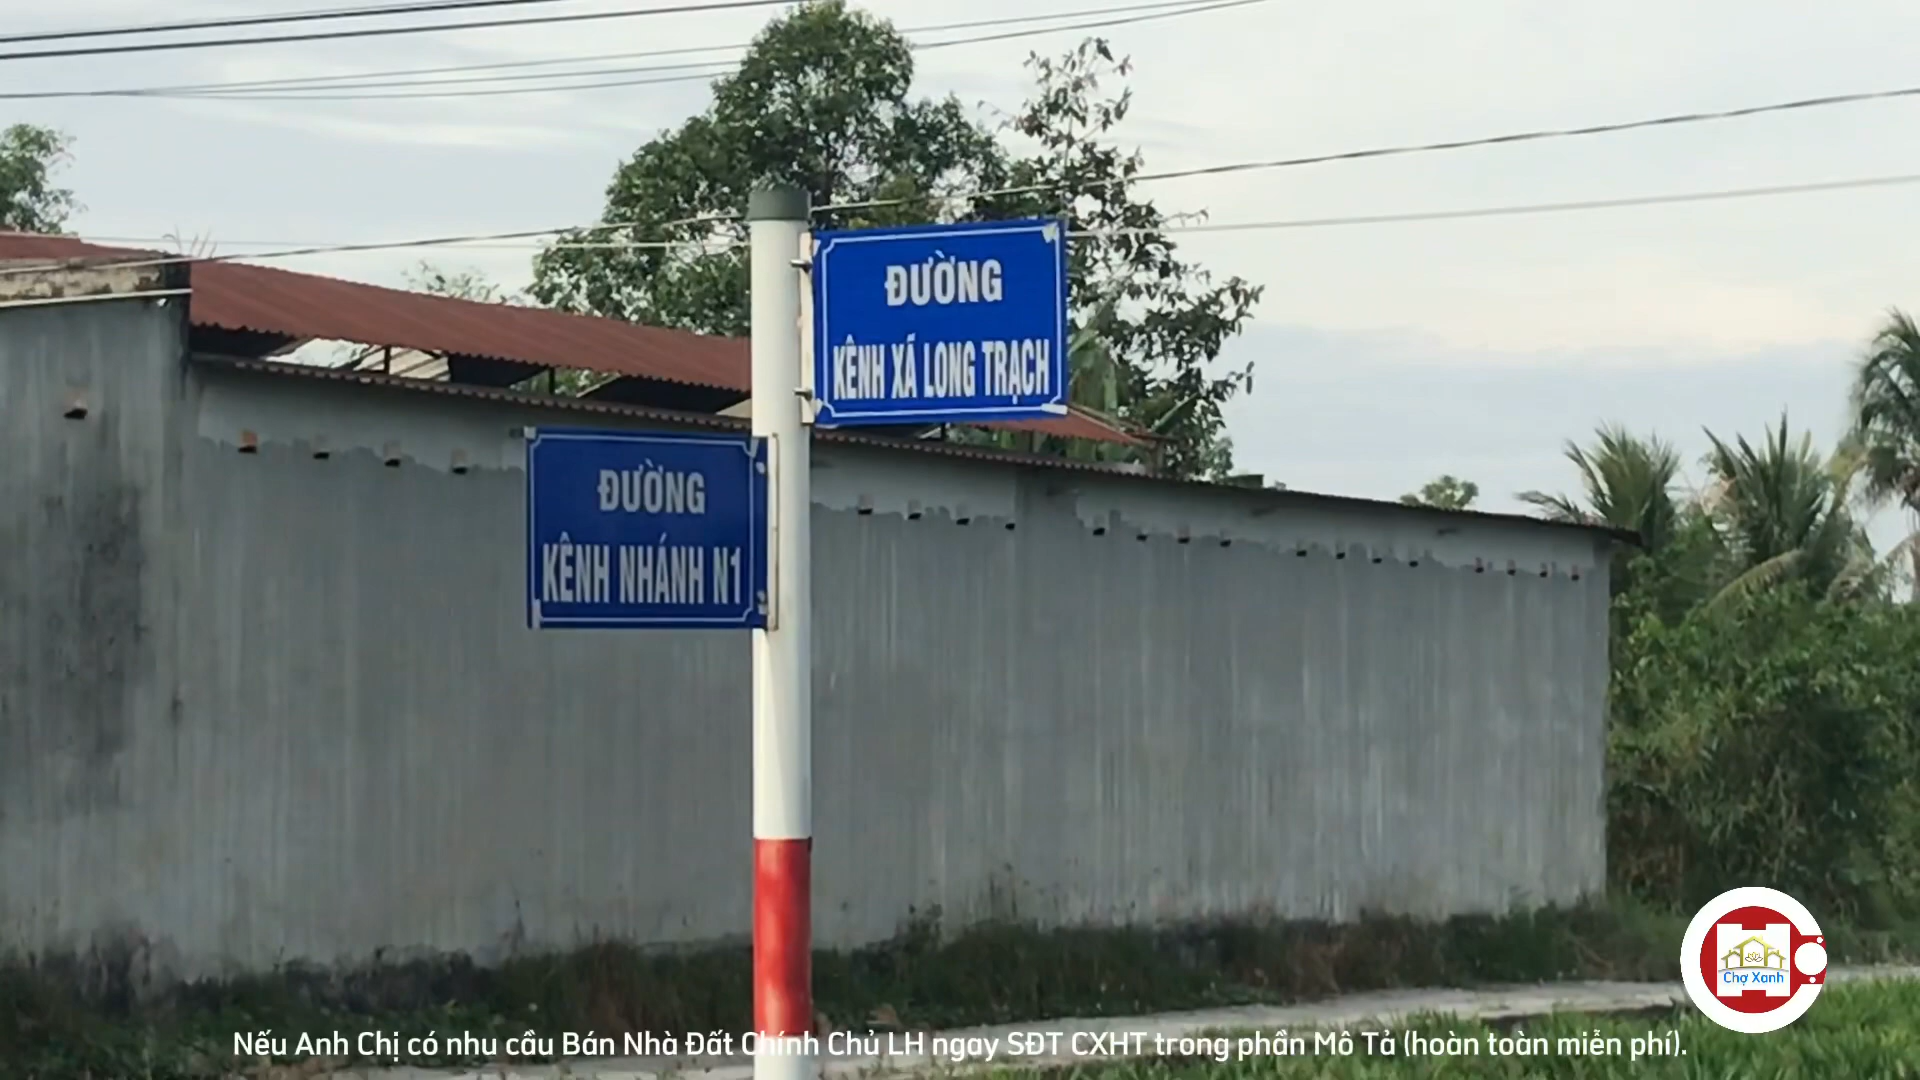 ĐƯỜNG
KÊNH XÃ LONG TRẠCH
ĐƯỜNG
KÊNH NHÁNH N1
Chợ Xanh
Nếu Anh Chị có nhu cầu Bán Nhà Đất Chính Chủ LH ngay SĐT CXHT trong phần Mô Tả (hoàn toàn miễn phí).